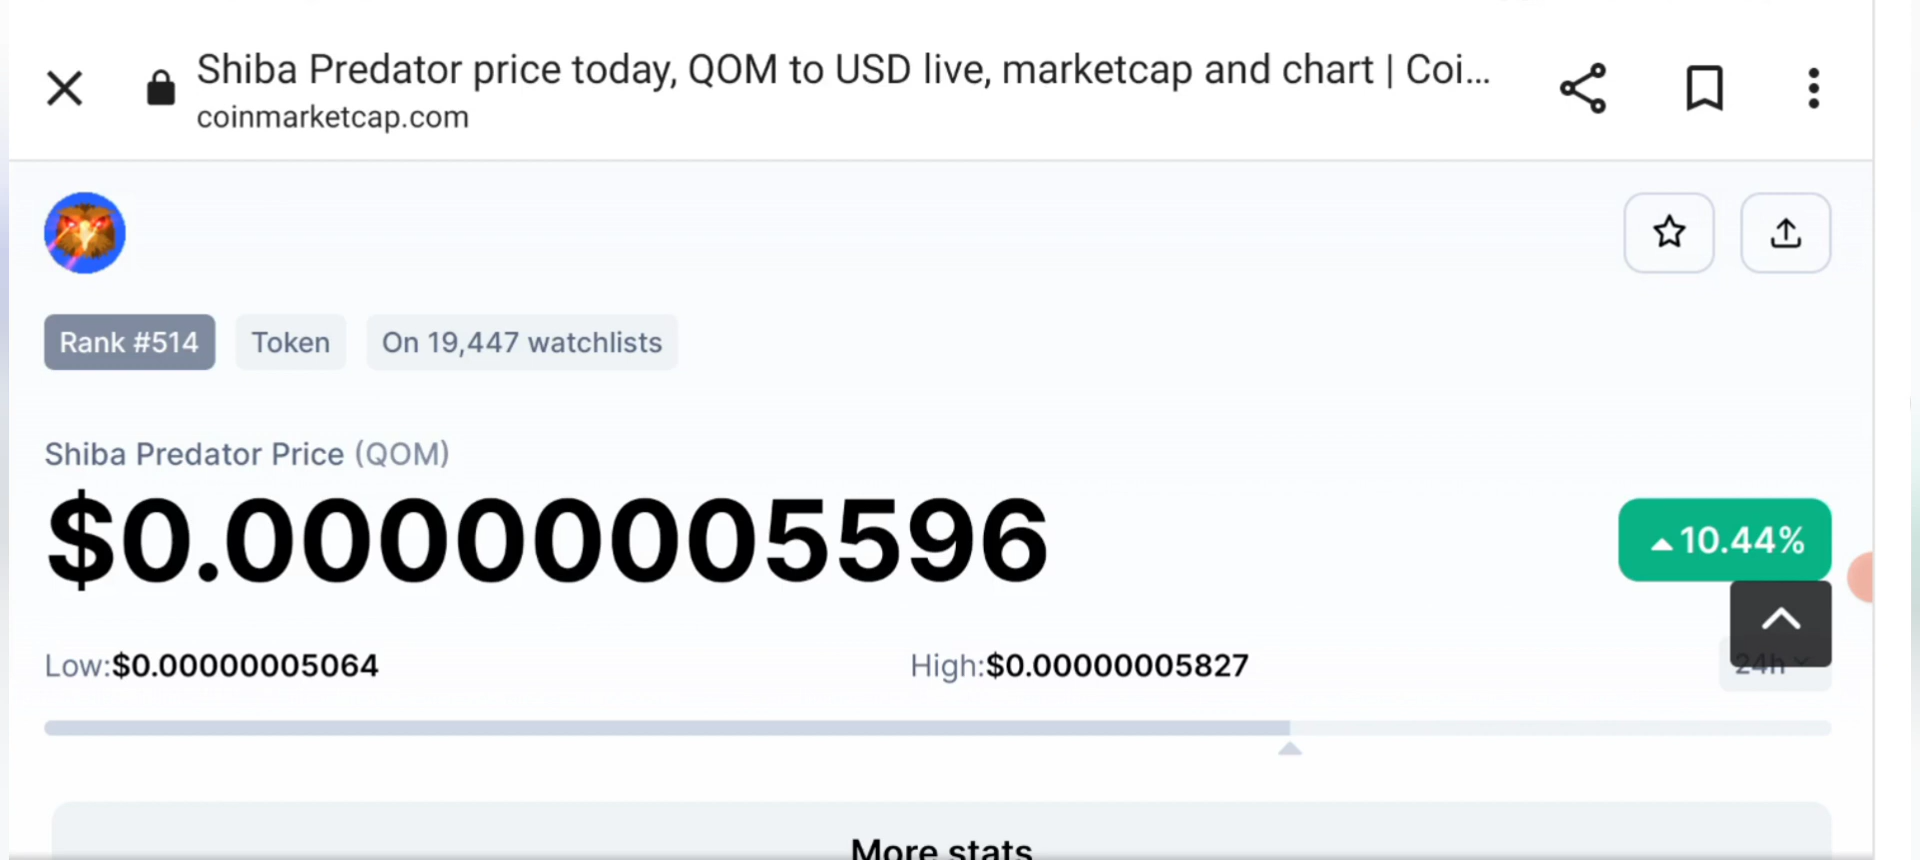 Shiba Predator price today, QOM to USD live, marketcap and chart | Coi...
coinmarketcap.com
Rank #514 Token On 19,447 watchlists
Shiba Predator Price (QOM)
$0.00000005596 10.44%
Low:$0.00000005064 High:$0.00000005827 24h
More stats